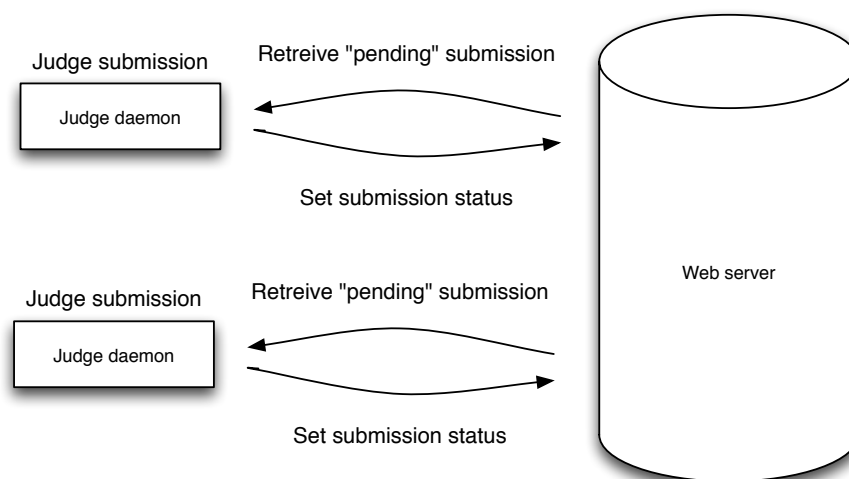 Judge submission
Retreive "pending" submission
Judge daemon
Set submission status
Web server
Judge submission
Retreive "pending" submission
Judge daemon
Set submission status